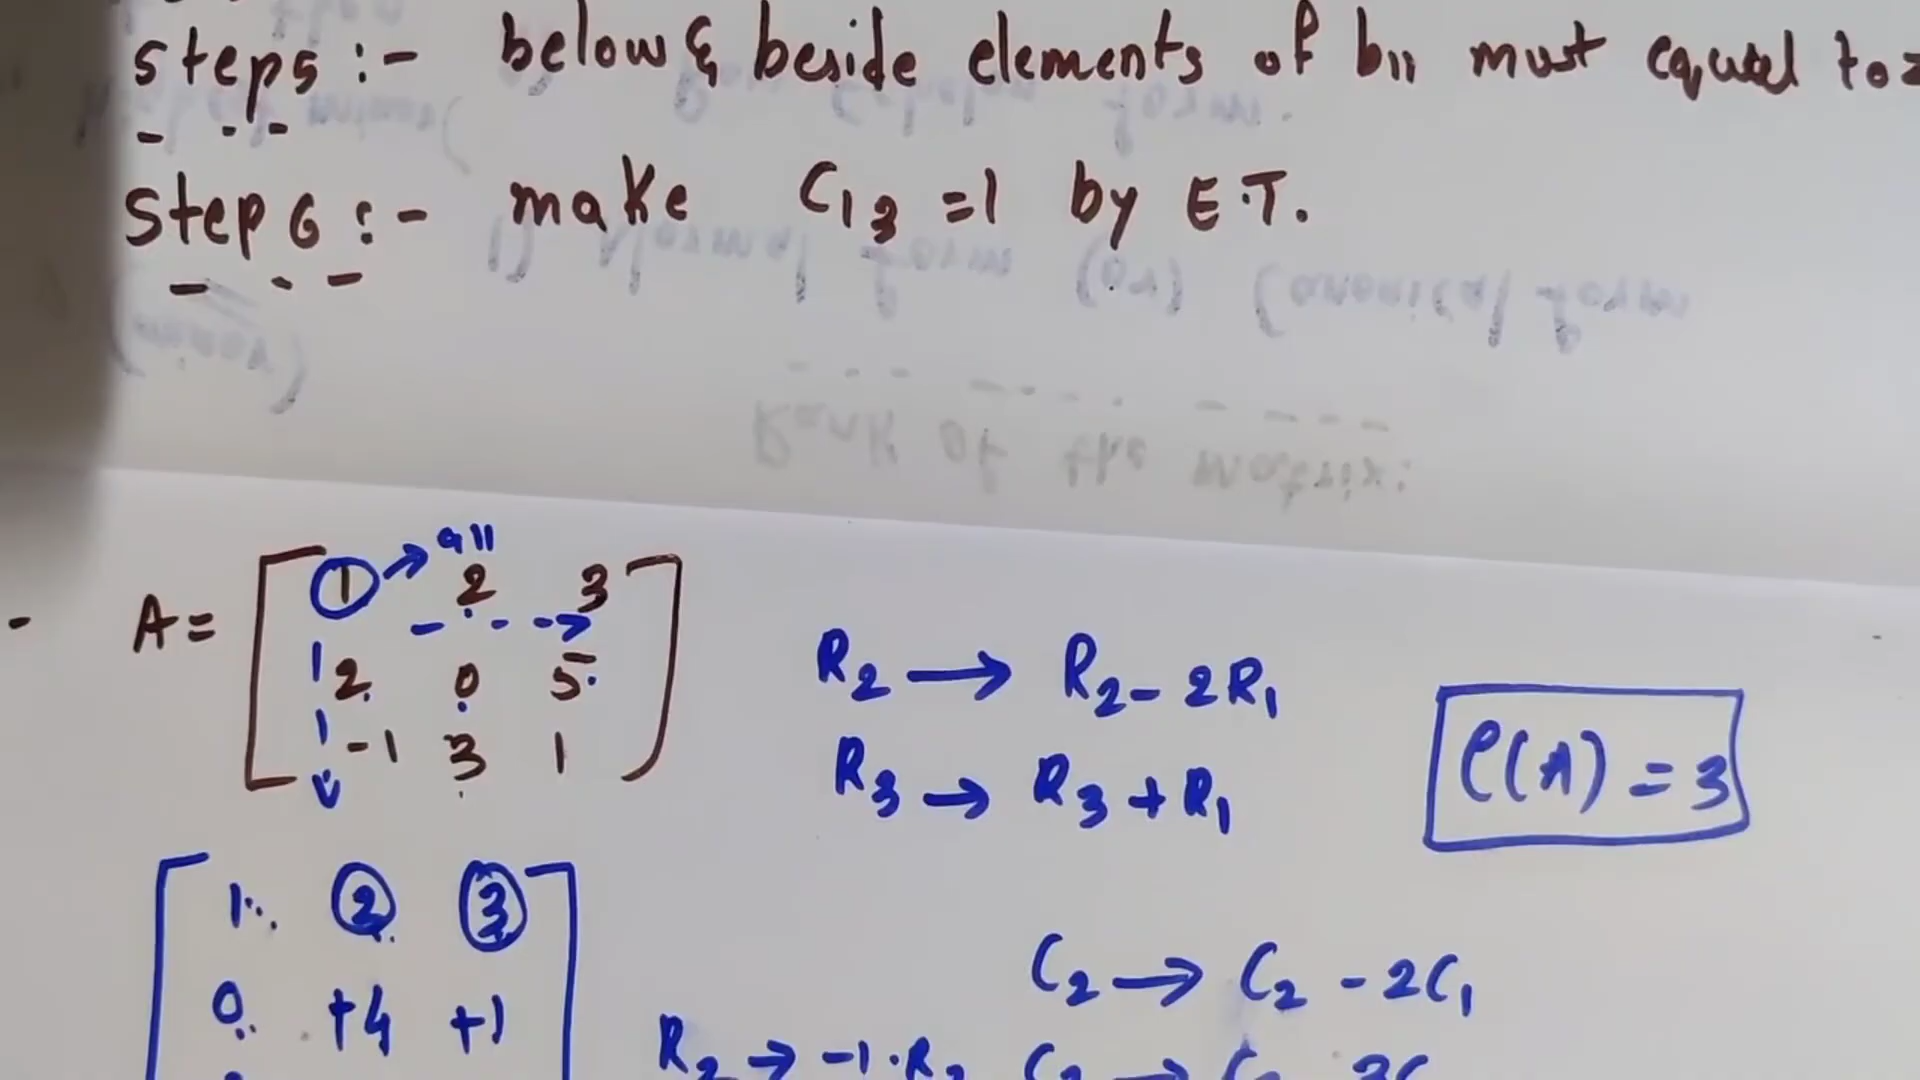 step5 :- below & beside elements of b11 must equal to =
step 6 :- make C13 = 1 by E.T.
a11
A = [ 1 2 3
2 0 5
-1 3 1 ]
R2 → R2 - 2R1
R3 → R3 + R1
ρ(A) = 3
1 2 3
0 +4 +1
C2 → C2 - 2C1
R2 → -1·R2